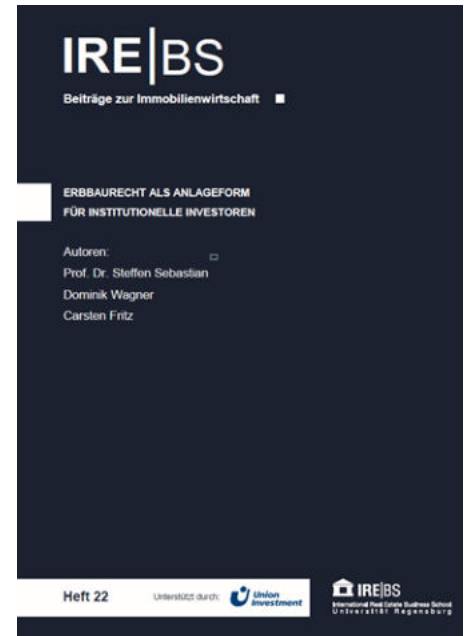 IRE|BS
Beiträge zur Immobilienwirtschaft
ERBBAURECHT ALS ANLAGEFORM
FÜR INSTITUTIONELLE INVESTOREN
Autoren:
Prof. Dr. Steffen Sebastian
Dominik Wagner
Carsten Fritz
Heft 22
Unterstützt durch:
Union
Investment
IRE|BS
International Real Estate Business School
Universität Regensburg